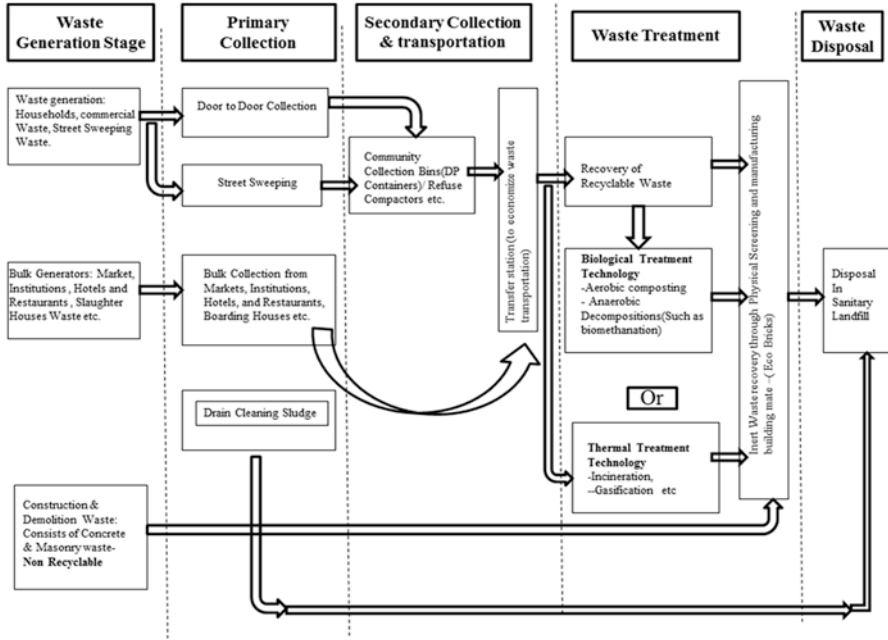 Waste
Generation Stage
Primary
Collection
Secondary Collection
& transportation
Waste Treatment
Waste
Disposal
Waste generation:
Households, commercial
Waste, Street Sweeping
Waste.
Door to Door Collection
Street Sweeping
Community
Collection Bins(DP
Containers)/ Refuse
Compactors etc.
Transfer station(to economize waste
transportation)
Recovery of
Recyclable Waste
Inert Waste recovery through Physical Screening and manufacturing
building mate –( Eco Bricks)
Bulk Generators: Market,
Institutions , Hotels and
Restaurants , Slaughter
Houses Waste etc.
Bulk Collection from
Markets, Institutions,
Hotels, and Restaurants,
Boarding Houses etc.
Biological Treatment
Technology
-Aerobic composting
- Anaerobic
Decompositions(Such as
biomethanation)
Disposal
In
Sanitary
Landfill
Drain Cleaning Sludge
Or
Thermal Treatment
Technology
-Incineration,
--Gasification etc
Construction &
Demolition Waste:
Consists of Concrete
& Masonry waste-
Non Recyclable